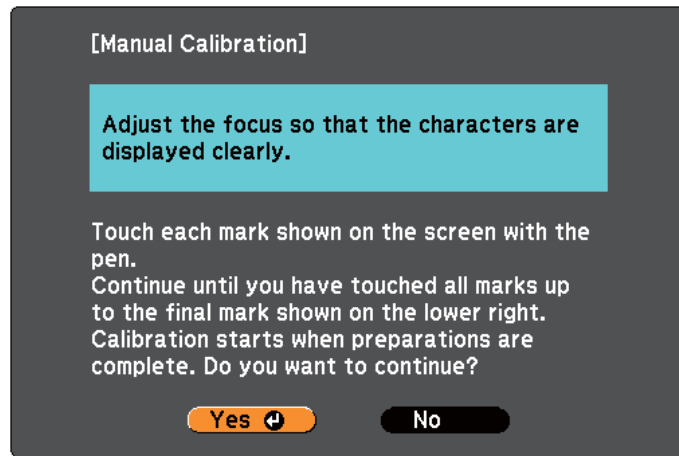 [Manual Calibration]
Adjust the focus so that the characters are
displayed clearly.
Touch each mark shown on the screen with the
pen.
Continue until you have touched all marks up
to the final mark shown on the lower right.
Calibration starts when preparations are
complete. Do you want to continue?
Yes
No